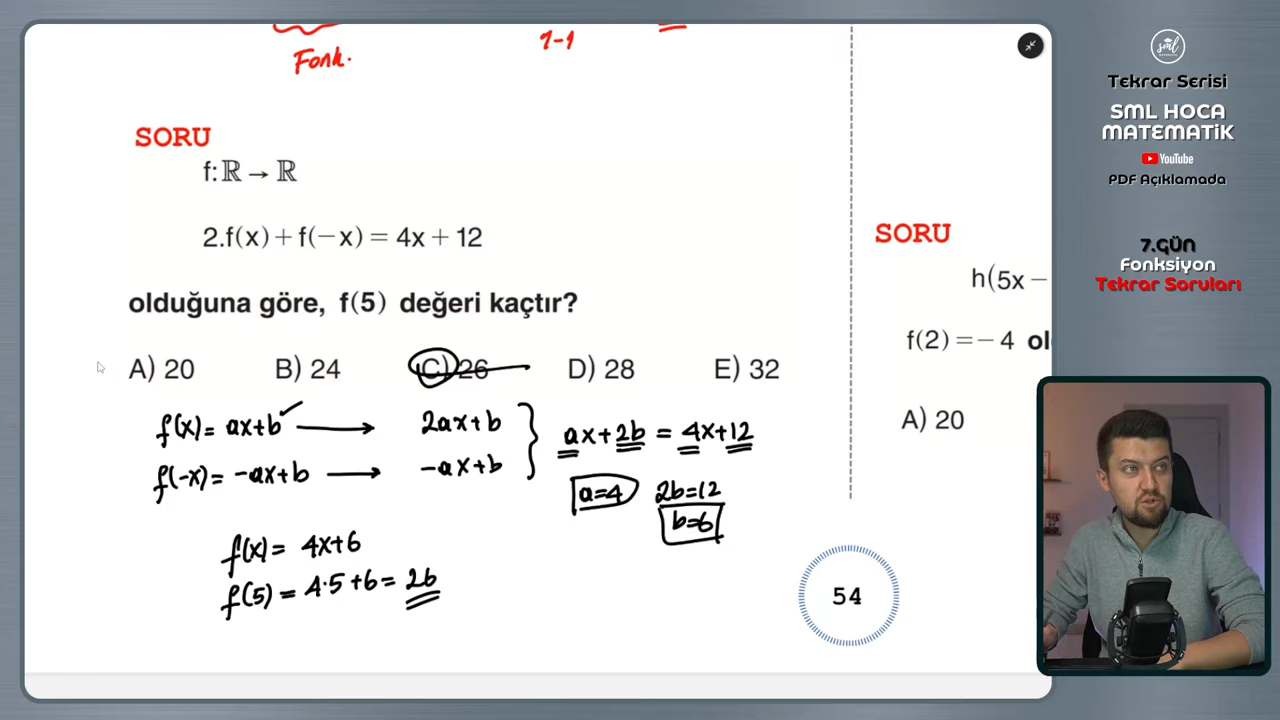 Fonk.
1-1
SORU
f: ℝ → ℝ
2.f(x) + f(−x) = 4x + 12
olduğuna göre, f(5) değeri kaçtır?
A) 20 B) 24 C) 26 D) 28 E) 32
f(x) = ax+b → 2ax+b
f(-x) = -ax+b → -ax+b
ax+2b = 4x+12
a=4 2b=12
b=6
f(x) = 4x+6
f(5) = 4·5+6 = 26
54
SORU
h(5x −
f(2) = − 4 ol
A) 20
sml
Tekrar Serisi
SML HOCA
MATEMATİK
YouTube
PDF Açıklamada
7.GÜN
Fonksiyon
Tekrar Soruları